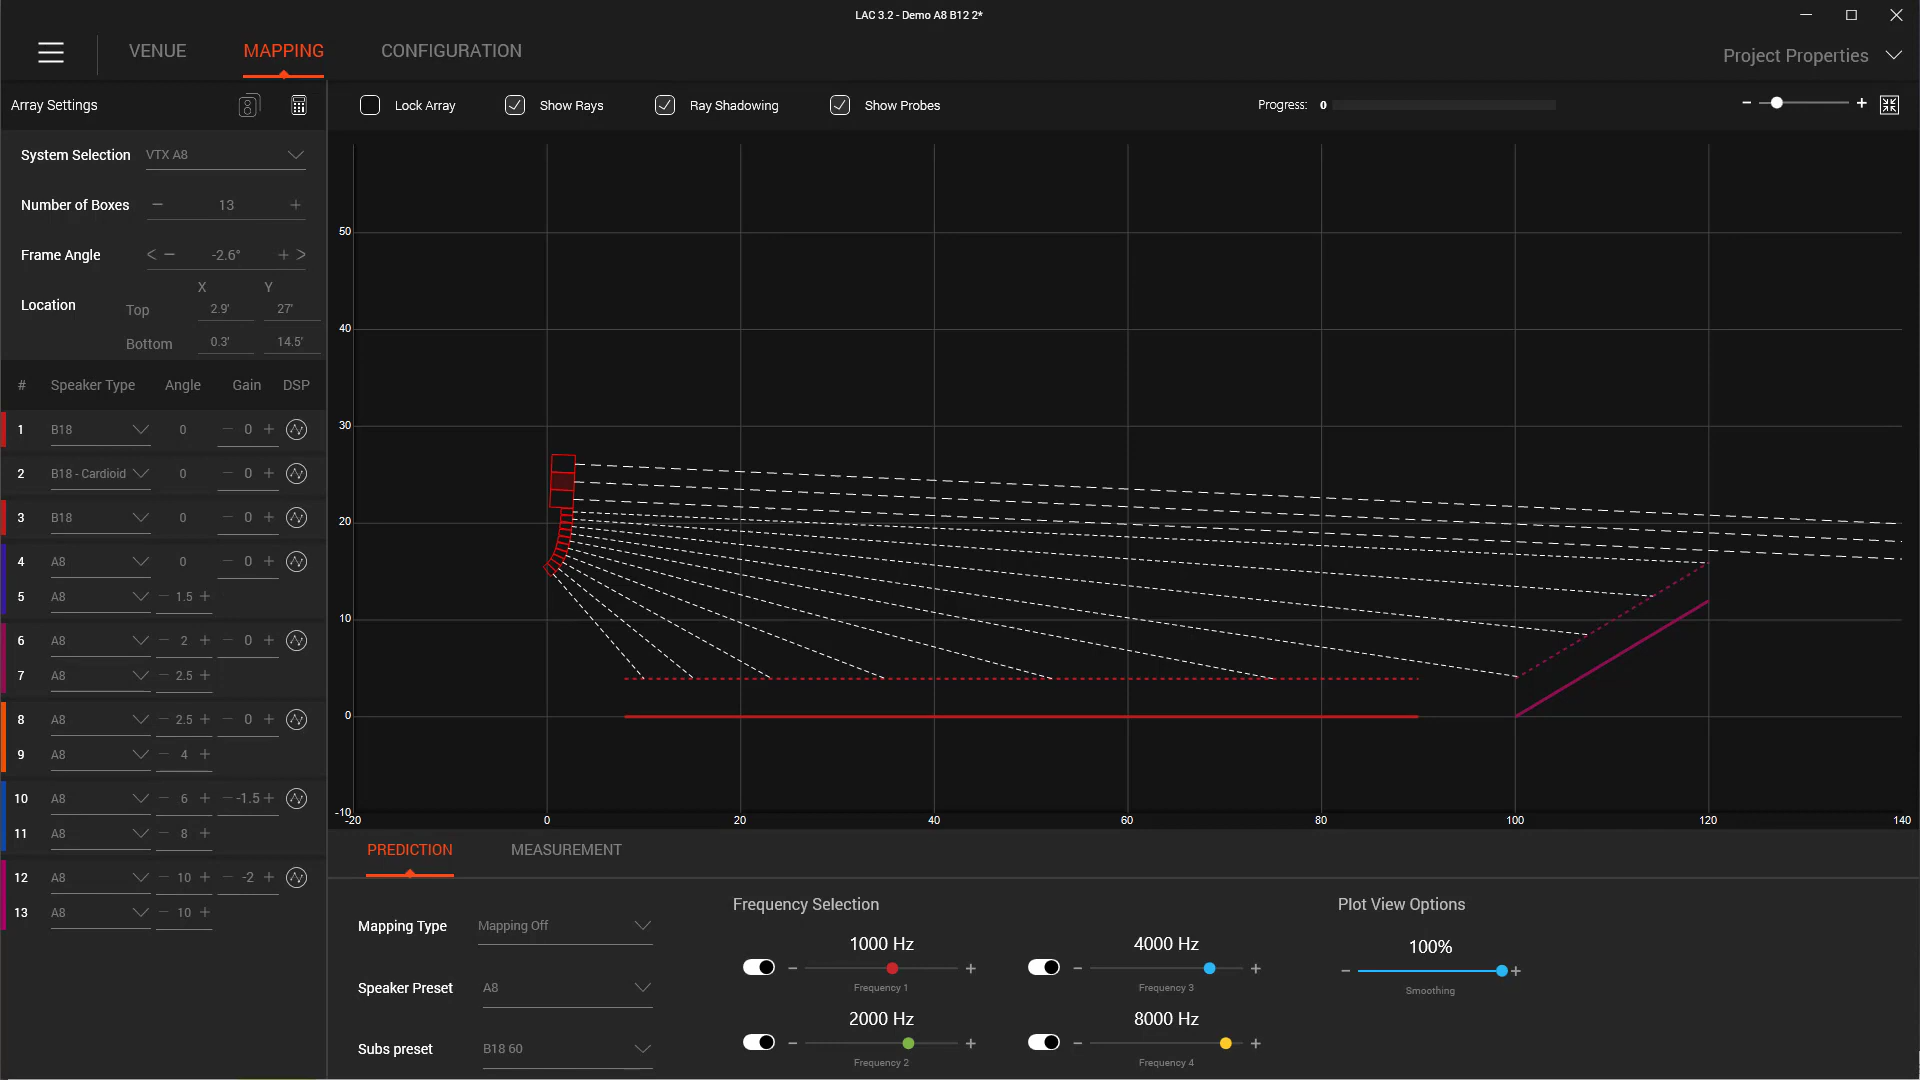 LAC 3.2 - Demo A8 B12 2*
VENUE MAPPING CONFIGURATION
Project Properties
Array Settings
Lock Array Show Rays Ray Shadowing Show Probes
Progress: 0
System Selection VTX A8
Number of Boxes − 13 +
Frame Angle < − -2.6° + >
X Y
Location Top 2.9' 27'
Bottom 0.3' 14.5'
# Speaker Type Angle Gain DSP
1 B18 0 − 0 +
2 B18 - Cardioid 0 − 0 +
3 B18 0 − 0 +
4 A8 0 − 0 +
5 A8 − 1.5 +
6 A8 − 2 + − 0 +
7 A8 − 2.5 +
8 A8 − 2.5 + − 0 +
9 A8 − 4 +
10 A8 − 6 + − -1.5 +
11 A8 − 8 +
12 A8 − 10 + − -2 +
13 A8 − 10 +
50
40
30
20
10
0
-10
-20 0 20 40 60 80 100 120 140
PREDICTION MEASUREMENT
Mapping Type Mapping Off
Speaker Preset A8
Subs preset B18 60
Frequency Selection
1000 Hz
Frequency 1
2000 Hz
Frequency 2
4000 Hz
Frequency 3
8000 Hz
Frequency 4
Plot View Options
100%
Smoothing